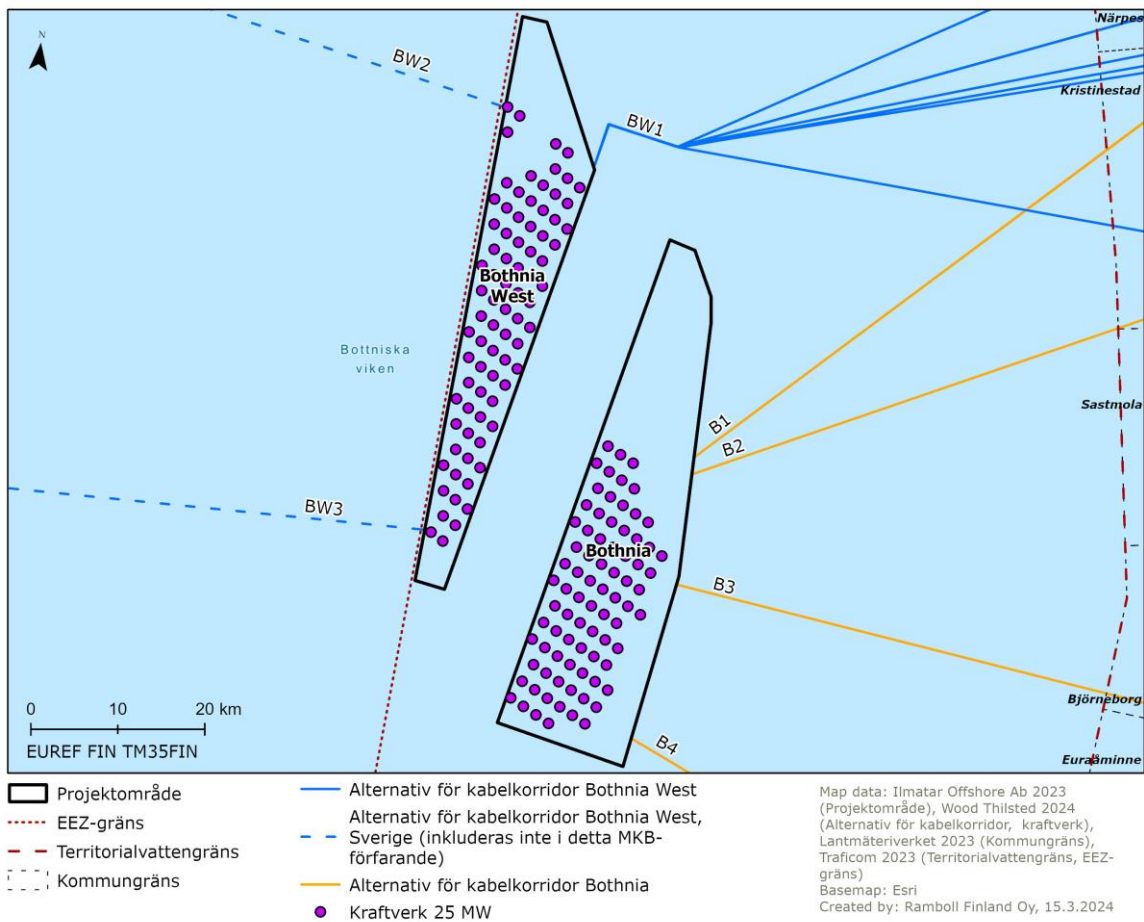 N
Närpes
BW2
Kristinestad
BW1
Bothnia
West
Bottniska
viken
Sastmola
B1
B2
BW3
Bothnia
B3
Björneborg
B4
Euraåminne
0 10 20 km
EUREF FIN TM35FIN
Projektområde
EEZ-gräns
Territorialvattengräns
Kommungräns
Alternativ för kabelkorridor Bothnia West
Alternativ för kabelkorridor Bothnia West,
Sverige (inkluderas inte i detta MKB-
förfarande)
Alternativ för kabelkorridor Bothnia
Kraftverk 25 MW
Map data: Ilmatar Offshore Ab 2023
(Projektområde), Wood Thilsted 2024
(Alternativ för kabelkorridor, kraftverk),
Lantmäteriverket 2023 (Kommungräns),
Traficom 2023 (Territorialvattengräns, EEZ-
gräns)
Basemap: Esri
Created by: Ramboll Finland Oy, 15.3.2024